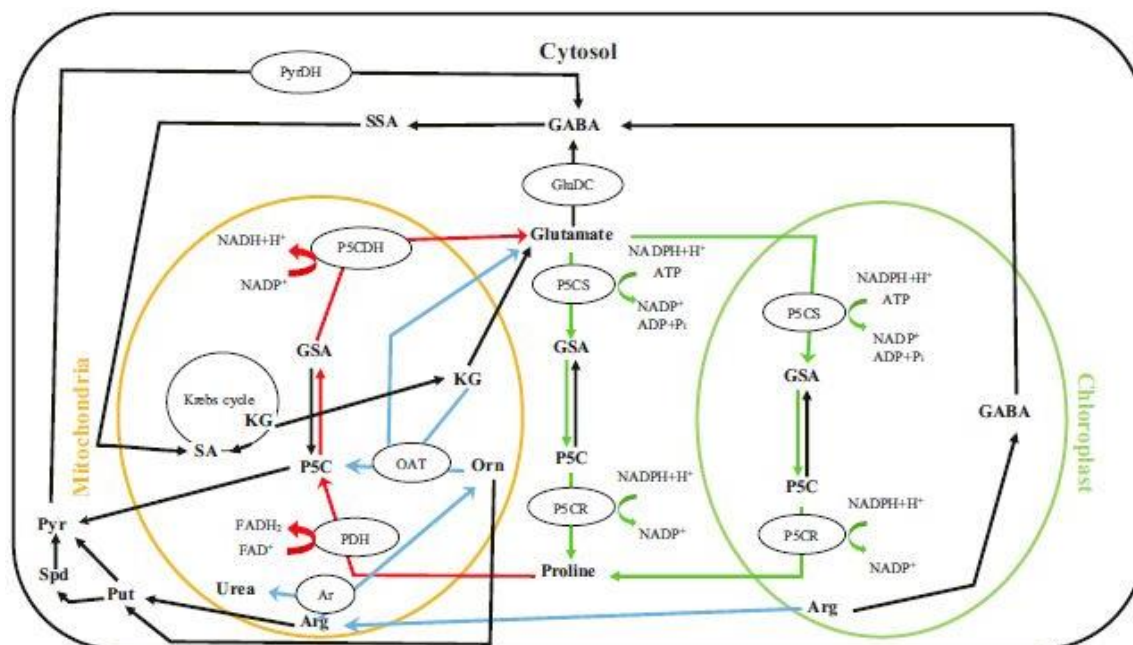 Cytosol
PyrDH
SSA
GABA
GluDC
Glutamate
NADH+H⁺
P5CDH
NADP⁺
NADPH+H⁺
ATP
P5CS
NADP⁺
ADP+Pi
NADPH+H⁺
ATP
P5CS
NADP⁺
ADP+Pi
GSA
GSA
GSA
KG
Kæbs cycle
KG
SA
GABA
Mitochondria
Chloroplast
P5C
OAT
Orn
P5C
P5C
NADPH+H⁺
P5CR
NADP⁺
NADPH+H⁺
P5CR
NADP⁺
Pyr
FADH₂
FAD⁺
PDH
Spd
Put
Urea
Ar
Arg
Proline
Arg